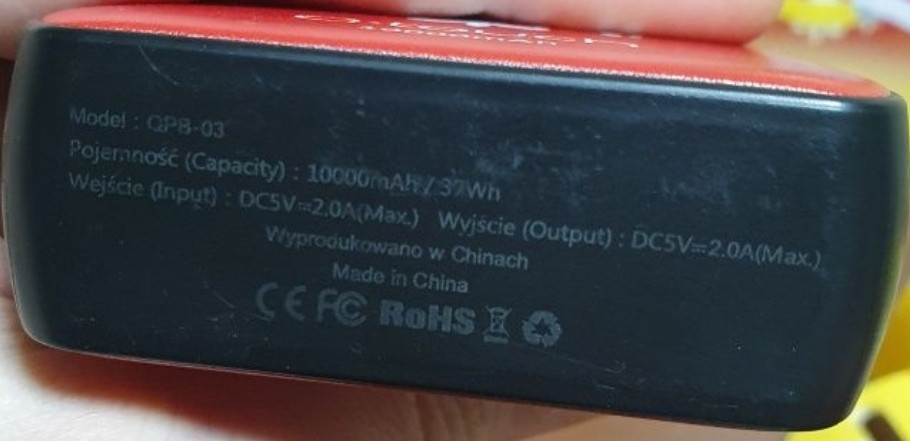 10000mAh
Model : QPB-03
Pojemność (Capacity) : 10000mAh / 37Wh
Wejście (Input) : DC5V⎓2.0A(Max.) Wyjście (Output) : DC5V⎓2.0A(Max.)
Wyprodukowano w Chinach
Made in China
CE FC RoHS